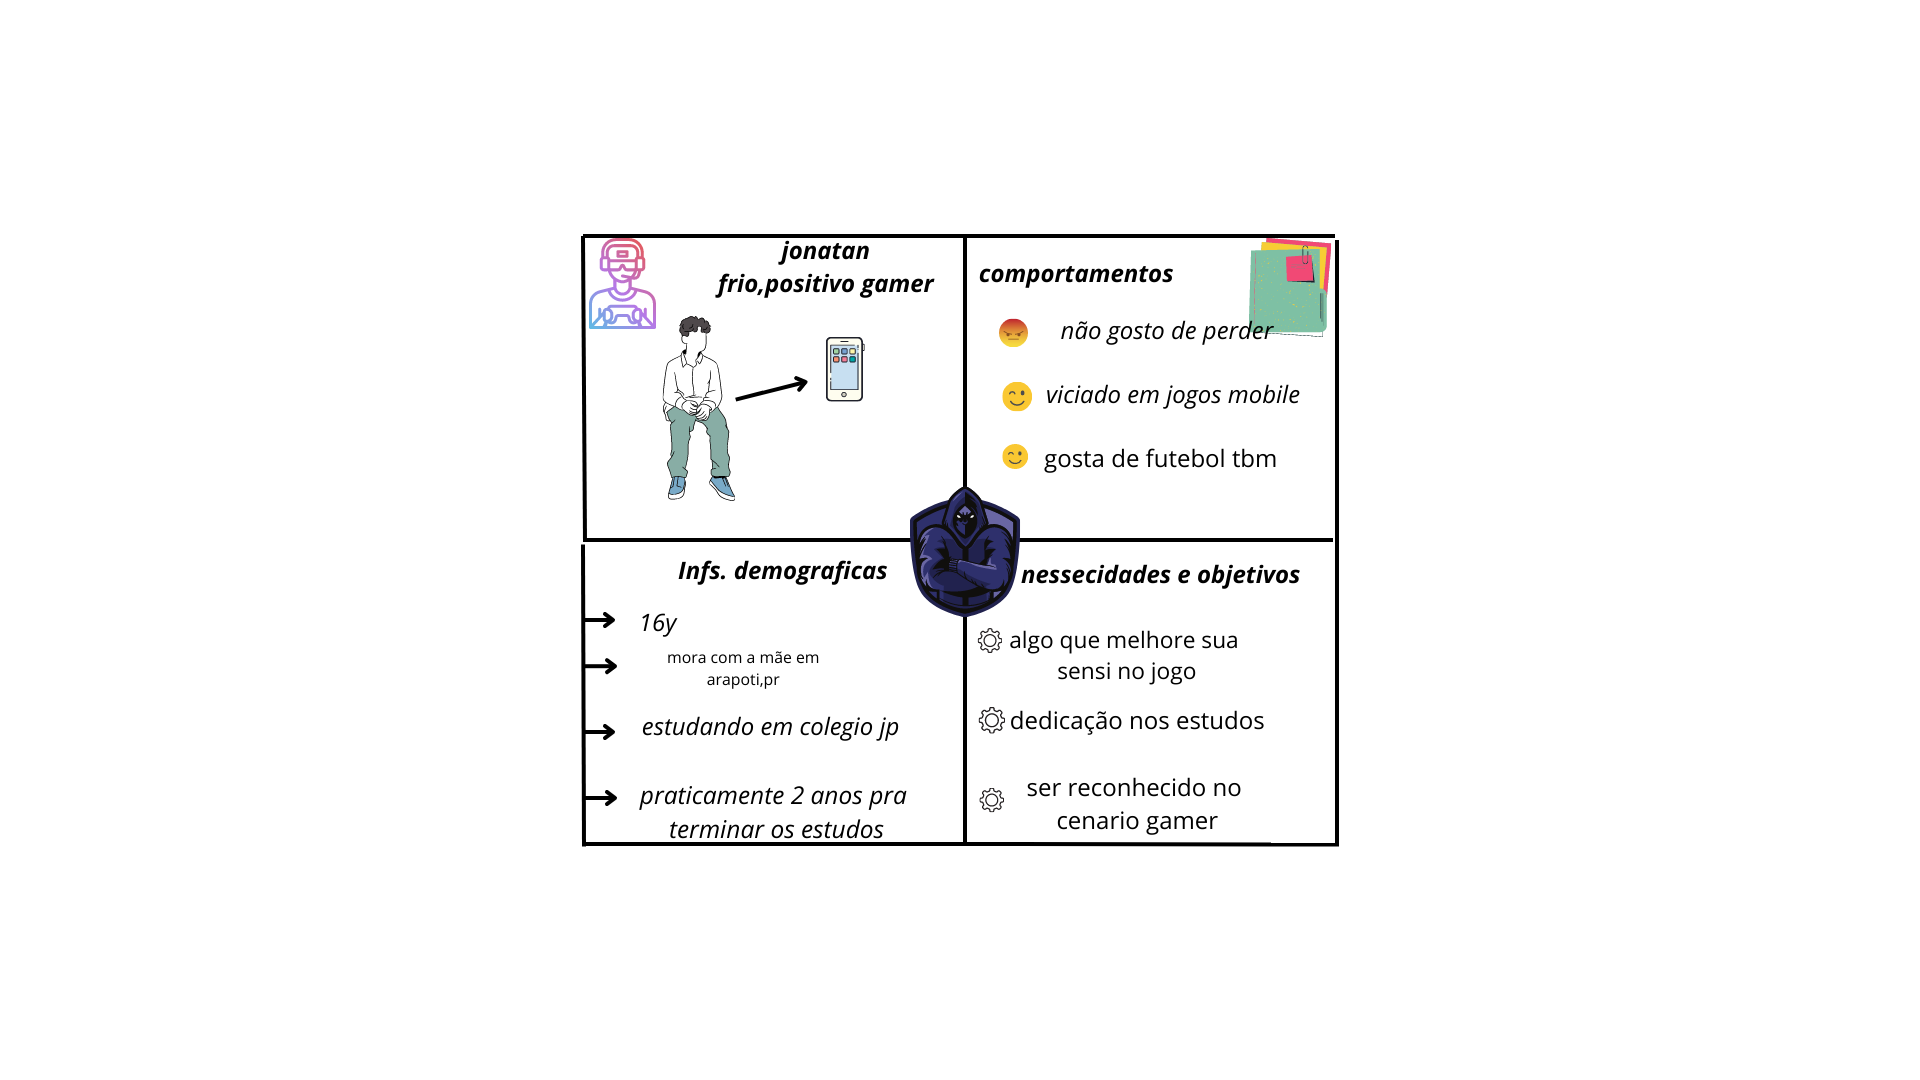 jonatan
frio,positivo gamer
comportamentos
não gosto de perder
viciado em jogos mobile
gosta de futebol tbm
Infs. demograficas
16y
mora com a mãe em
arapoti,pr
estudando em colegio jp
praticamente 2 anos pra
terminar os estudos
nessecidades e objetivos
algo que melhore sua
sensi no jogo
dedicação nos estudos
ser reconhecido no
cenario gamer